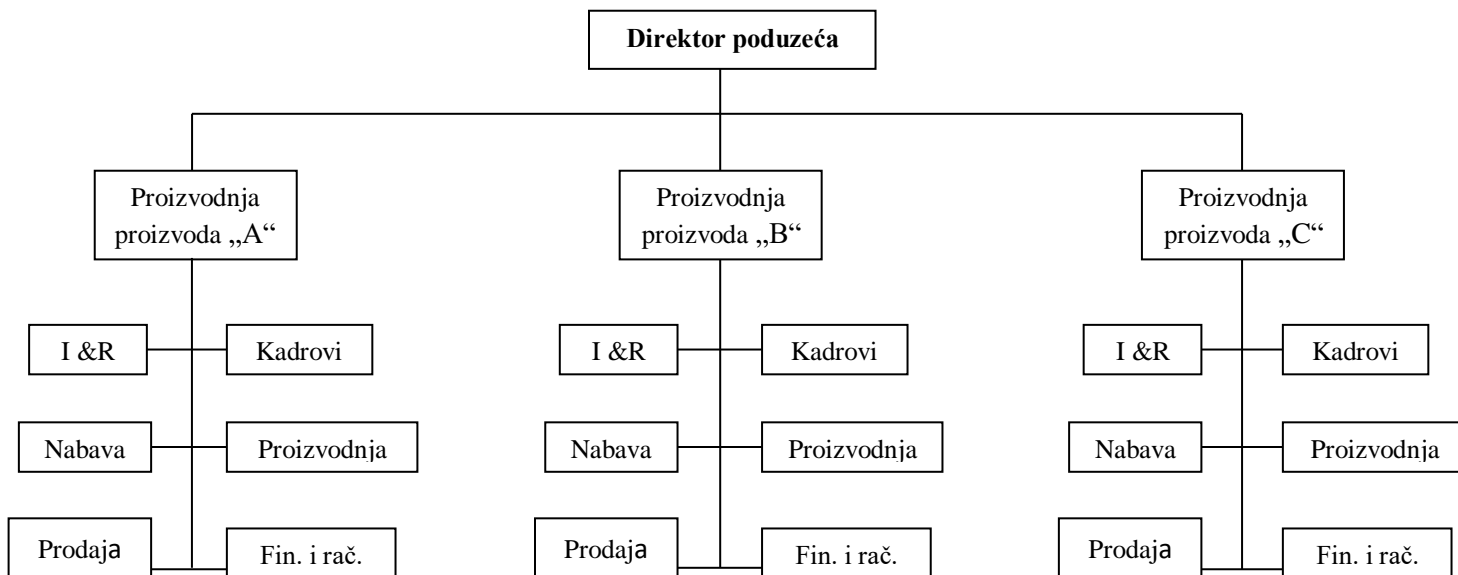 Direktor poduzeća
Proizvodnja
proizvoda „A“
Proizvodnja
proizvoda „B“
Proizvodnja
proizvoda „C“
I &R
Kadrovi
I &R
Kadrovi
I &R
Kadrovi
Nabava
Proizvodnja
Nabava
Proizvodnja
Nabava
Proizvodnja
Prodaja
Fin. i rač.
Prodaja
Fin. i rač.
Prodaja
Fin. i rač.